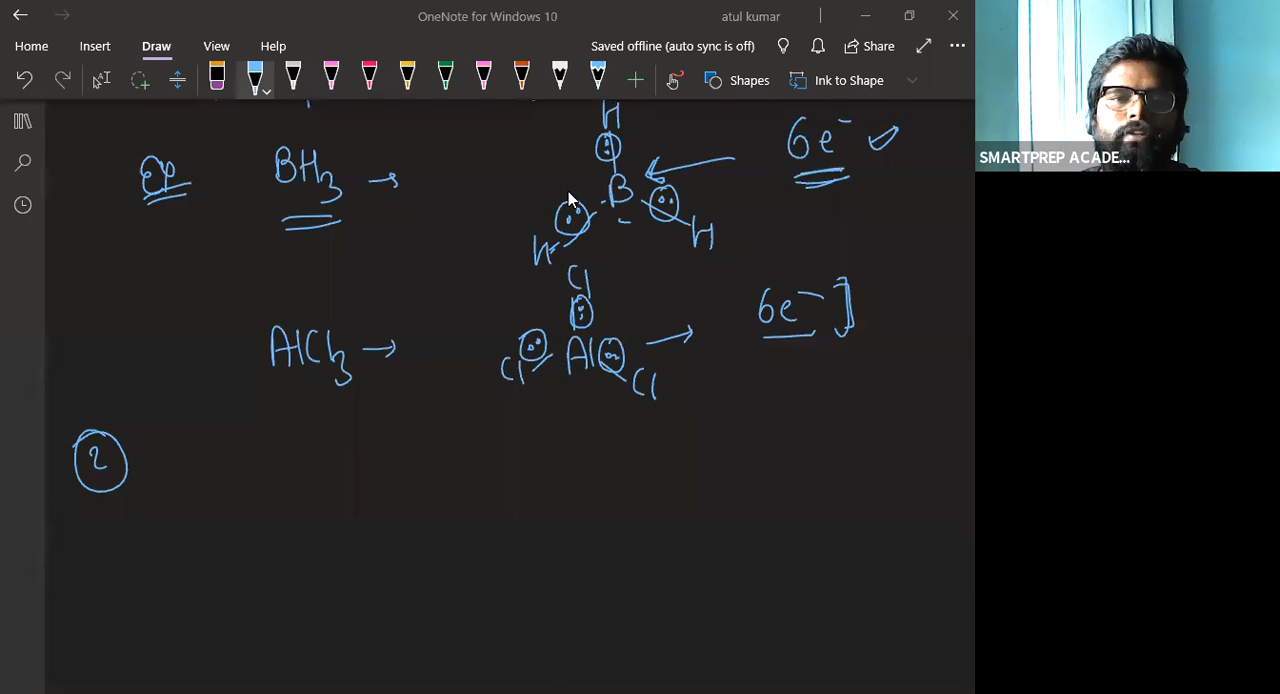 OneNote for Windows 10
atul kumar
Home Insert Draw View Help
Saved offline (auto sync is off)
Share
Shapes
Ink to Shape
SMARTPREP ACADE...
H
Ex BH3 → B 6e⁻ ✓
H H
Cl
AlCl3 → Cl Al Cl → 6e⁻ ]
2